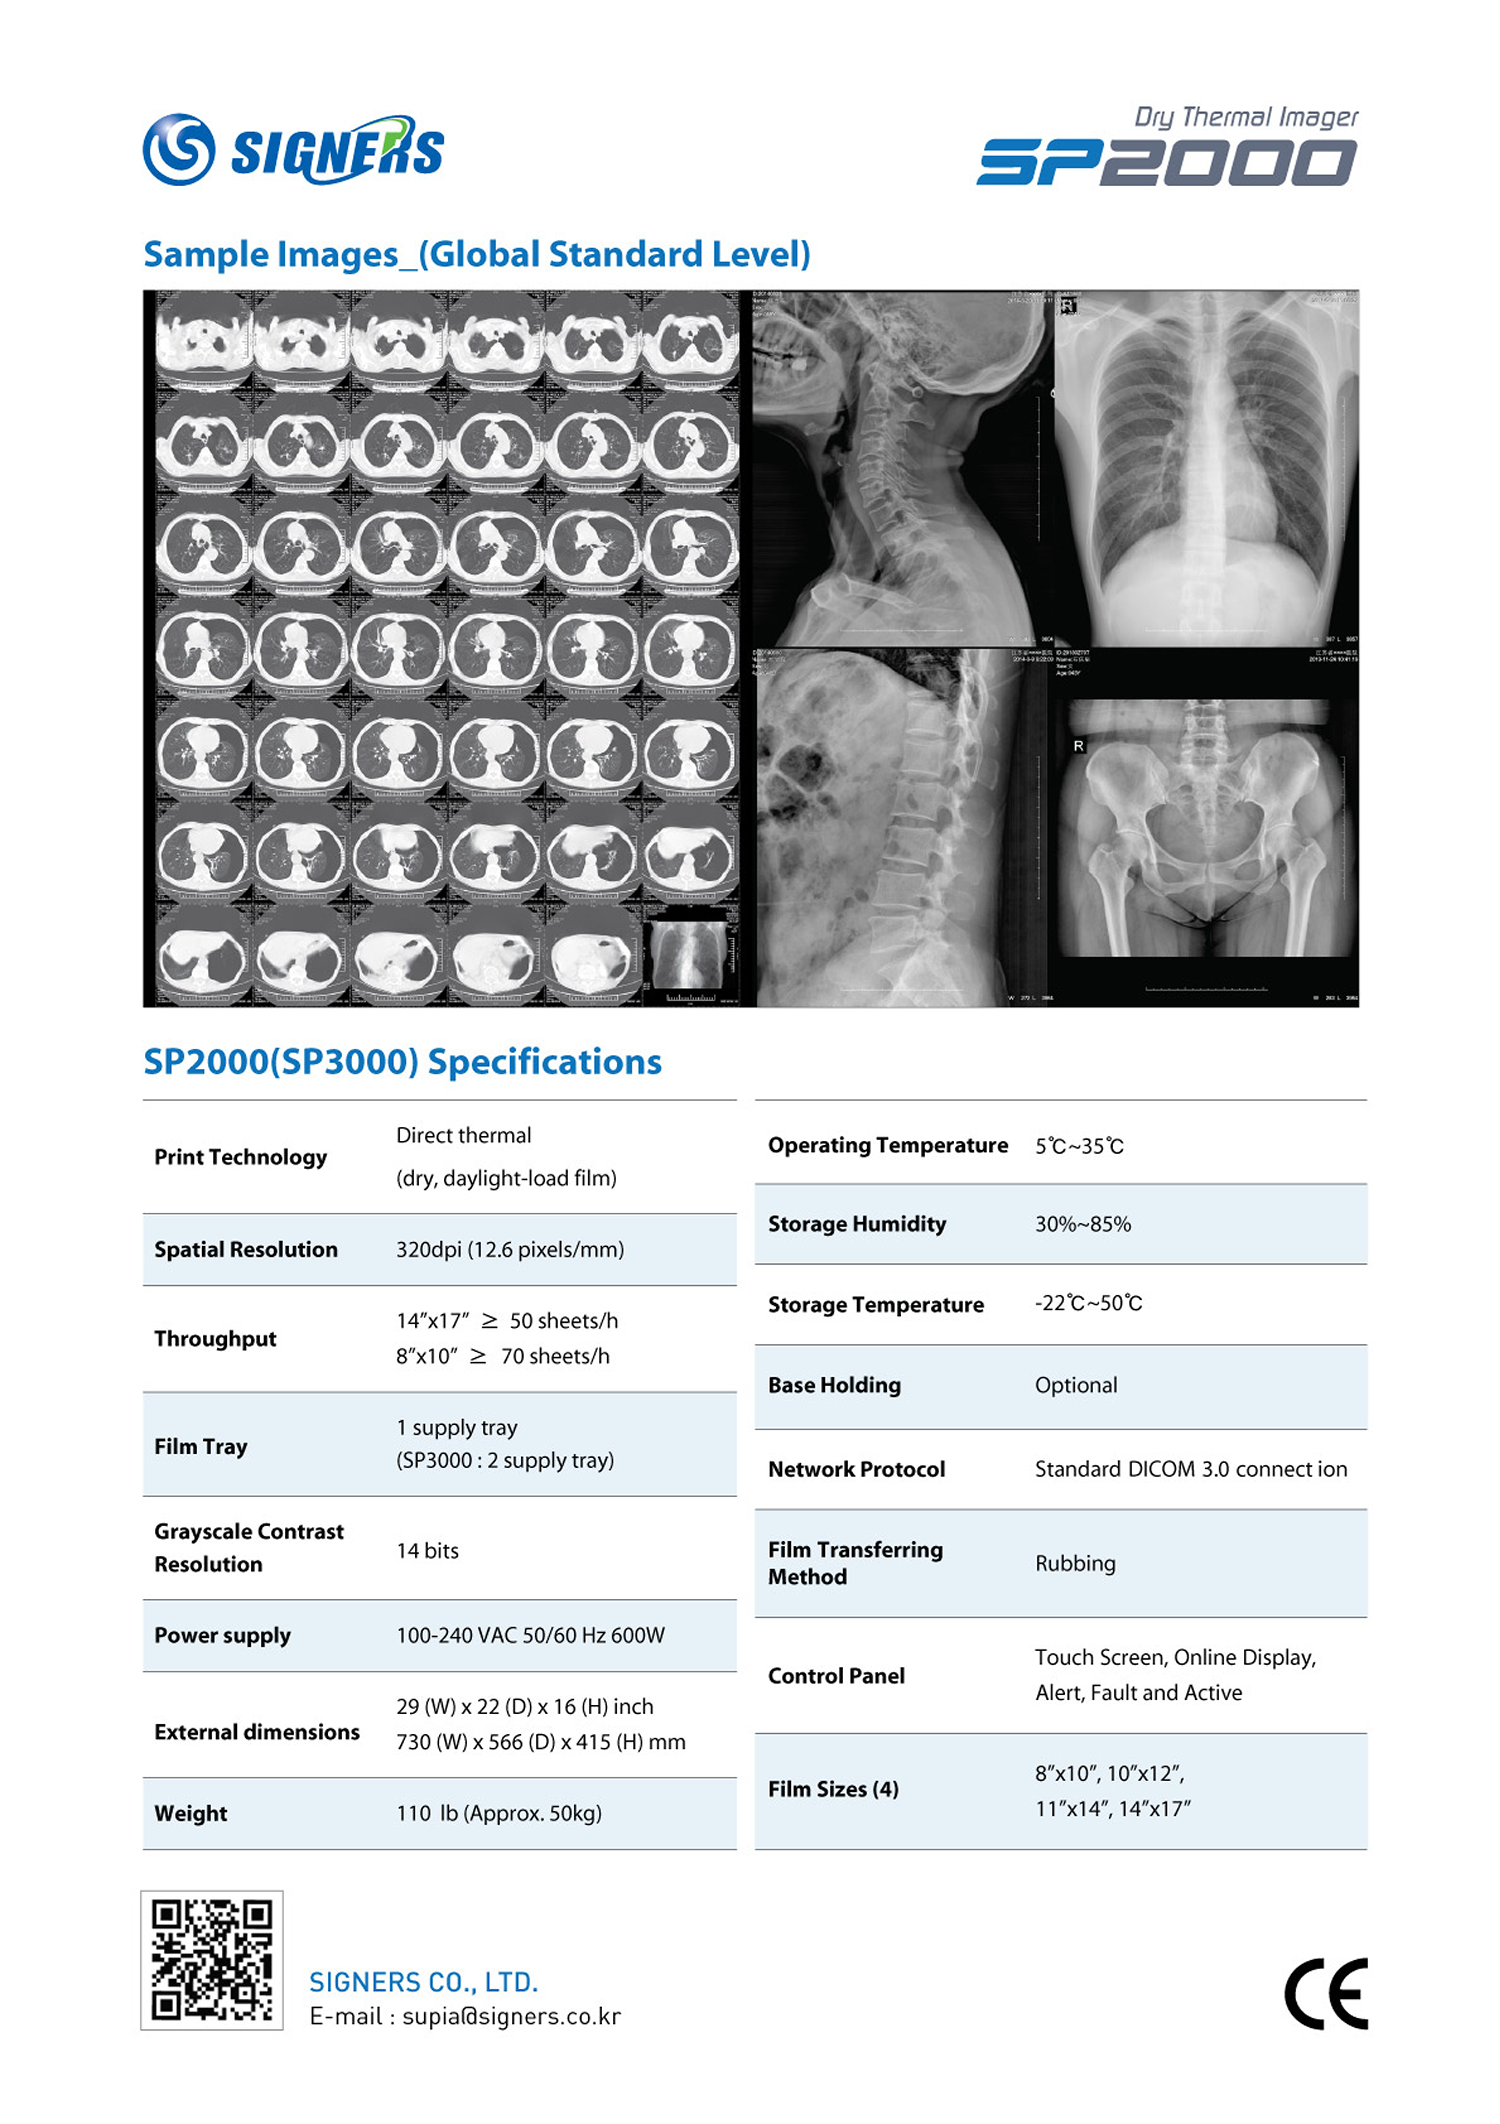 SIGNERS
Dry Thermal Imager
SP2000
Sample Images_(Global Standard Level)
R
R
SP2000(SP3000) Specifications
Print Technology
Direct thermal
(dry, daylight-load film)
Spatial Resolution
320dpi (12.6 pixels/mm)
Throughput
14”x17” ≥ 50 sheets/h
8”x10” ≥ 70 sheets/h
Film Tray
1 supply tray
(SP3000 : 2 supply tray)
Grayscale Contrast
Resolution
14 bits
Power supply
100-240 VAC 50/60 Hz 600W
External dimensions
29 (W) x 22 (D) x 16 (H) inch
730 (W) x 566 (D) x 415 (H) mm
Weight
110 lb (Approx. 50kg)
Operating Temperature
5℃~35℃
Storage Humidity
30%~85%
Storage Temperature
-22℃~50℃
Base Holding
Optional
Network Protocol
Standard DICOM 3.0 connect ion
Film Transferring
Method
Rubbing
Control Panel
Touch Screen, Online Display,
Alert, Fault and Active
Film Sizes (4)
8”x10”, 10”x12”,
11”x14”, 14”x17”
SIGNERS CO., LTD.
E-mail : supia@signers.co.kr
CE